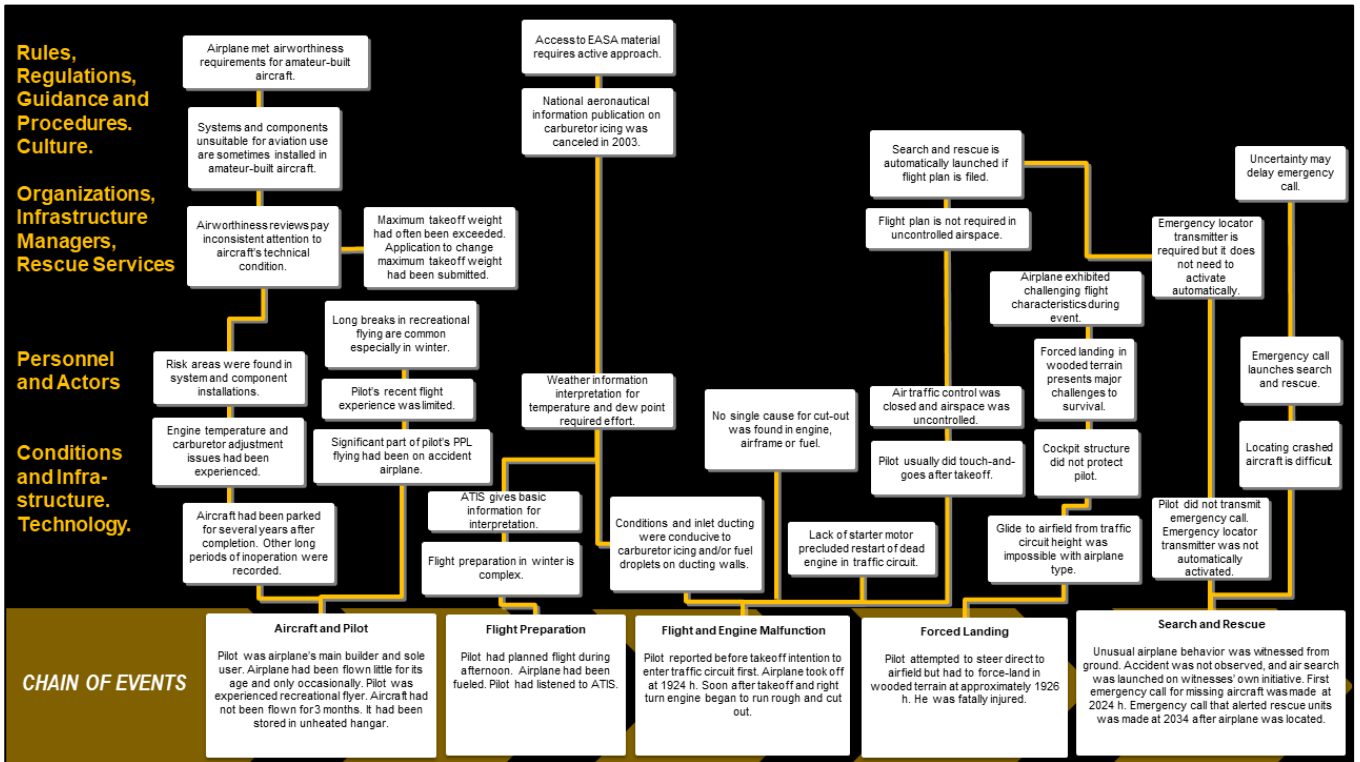 Rules,
Regulations,
Guidance and
Procedures.
Culture.
Organizations,
Infrastructure
Managers,
Rescue Services
Personnel
and Actors
Conditions
and Infra-
structure.
Technology.
Airplane met airworthiness
requirements for amateur-built
aircraft.
Systems and components
unsuitable for aviation use
are sometimes installed in
amateur-built aircraft.
Airworthiness reviews pay
inconsistent attention to
aircraft's technical
condition.
Maximum takeoff weight
had often been exceeded.
Application to change
maximum takeoff weight
had been submitted.
Long breaks in recreational
flying are common
especially in winter.
Risk areas were found in
system and component
installations.
Pilot's recent flight
experience was limited.
Engine temperature and
carburetor adjustment
issues had been
experienced.
Significant part of pilot's PPL
flying had been on accident
airplane.
Aircraft had been parked
for several years after
completion. Other long
periods of inoperation were
recorded.
Access to EASA material
requires active approach.
National aeronautical
information publication on
carburetor icing was
canceled in 2003.
Weather information
interpretation for
temperature and dew point
required effort.
ATIS gives basic
information for
interpretation.
Flight preparation in winter is
complex.
Conditions and inlet ducting
were conducive to
carburetor icing and/or fuel
droplets on ducting walls.
No single cause for cut-out
was found in engine,
airframe or fuel.
Lack of starter motor
precluded restart of dead
engine in traffic circuit.
Search and rescue is
automatically launched if
flight plan is filed.
Flight plan is not required in
uncontrolled airspace.
Air traffic control was
closed and airspace was
uncontrolled.
Pilot usually did touch-and-
goes after takeoff.
Airplane exhibited
challenging flight
characteristics during
event.
Forced landing in
wooded terrain
presents major
challenges to
survival.
Cockpit structure
did not protect
pilot.
Glide to airfield from traffic
circuit height was
impossible with airplane
type.
Emergency locator
transmitter is
required but it does
not need to
activate
automatically.
Pilot did not transmit
emergency call.
Emergency locator
transmitter was not
automatically
activated.
Uncertainty may
delay emergency
call.
Emergency call
launches search
and rescue.
Locating crashed
aircraft is difficult.
CHAIN OF EVENTS
Aircraft and Pilot
Pilot was airplane's main builder and sole
user. Airplane had been flown little for its
age and only occasionally. Pilot was
experienced recreational flyer. Aircraft had
not been flown for 3 months. It had been
stored in unheated hangar.
Flight Preparation
Pilot had planned flight during
afternoon. Airplane had been
fueled. Pilot had listened to ATIS.
Flight and Engine Malfunction
Pilot reported before takeoff intention to
enter traffic circuit first. Airplane took off
at 1924 h. Soon after takeoff and right
turn engine began to run rough and cut
out.
Forced Landing
Pilot attempted to steer direct to
airfield but had to force-land in
wooded terrain at approximately 1926
h. He was fatally injured.
Search and Rescue
Unusual airplane behavior was witnessed from
ground. Accident was not observed, and air search
was launched on witnesses' own initiative. First
emergency call for missing aircraft was made at
2024 h. Emergency call that alerted rescue units
was made at 2034 after airplane was located.